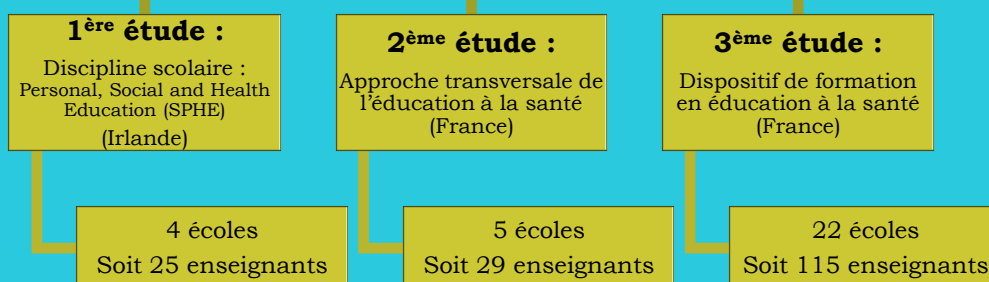 1ère étude :
Discipline scolaire :
Personal, Social and Health
Education (SPHE)
(Irlande)
4 écoles
Soit 25 enseignants
2ème étude :
Approche transversale de
l'éducation à la santé
(France)
5 écoles
Soit 29 enseignants
3ème étude :
Dispositif de formation
en éducation à la santé
(France)
22 écoles
Soit 115 enseignants